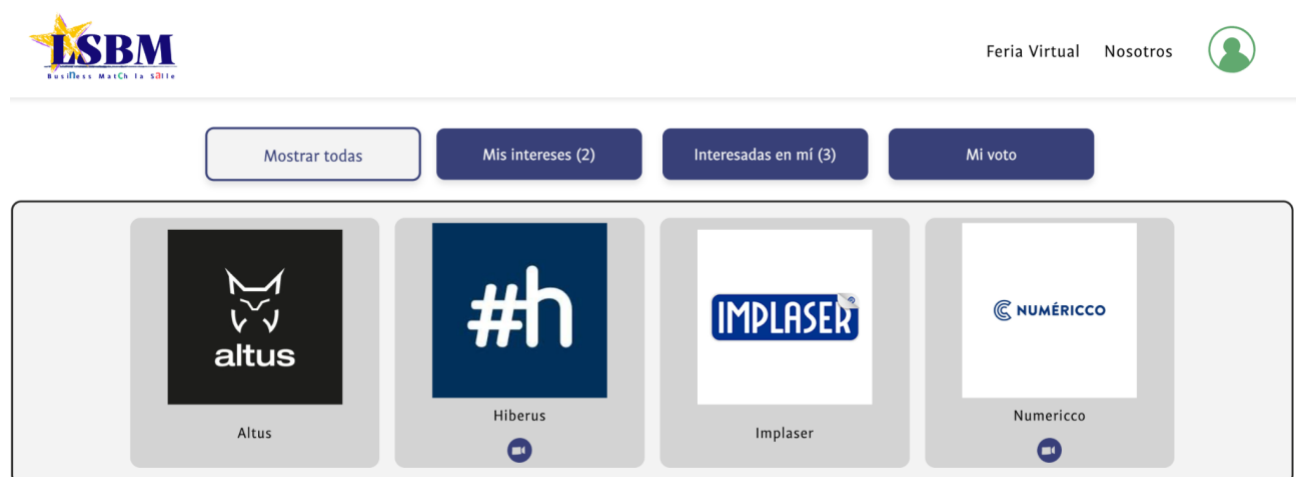 LSBM
Business Match la Salle
Feria Virtual Nosotros
Mostrar todas
Mis intereses (2)
Interesadas en mí (3)
Mi voto
altus
#h
IMPLASER
NUMÉRICCO
Altus
Hiberus
Implaser
Numericco